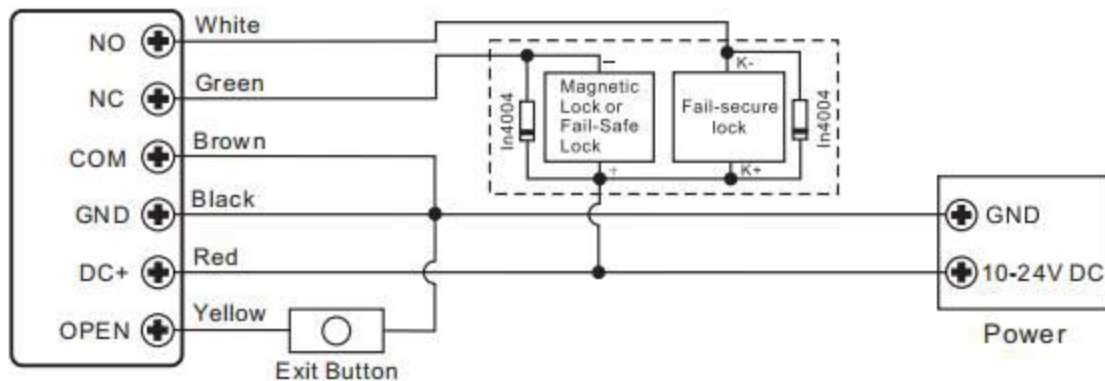 NO
White
NC
Green
COM
Brown
GND
Black
DC+
Red
OPEN
Yellow
Exit Button
In4004
−
Magnetic
Lock or
Fail-Safe
Lock
+
K-
Fail-secure
lock
K+
In4004
GND
10-24V DC
Power